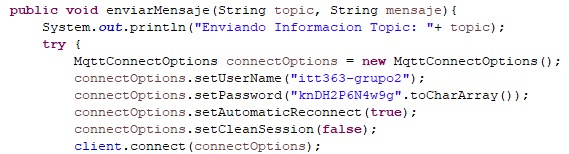 public void enviarMensaje(String topic, String mensaje){
System.out.println("Enviando Informacion Topic: "+ topic);
try {
MqttConnectOptions connectOptions = new MqttConnectOptions();
connectOptions.setUserName("itt363-grupo2");
connectOptions.setPassword("knDH2P6N4w9g".toCharArray());
connectOptions.setAutomaticReconnect(true);
connectOptions.setCleanSession(false);
client.connect(connectOptions);